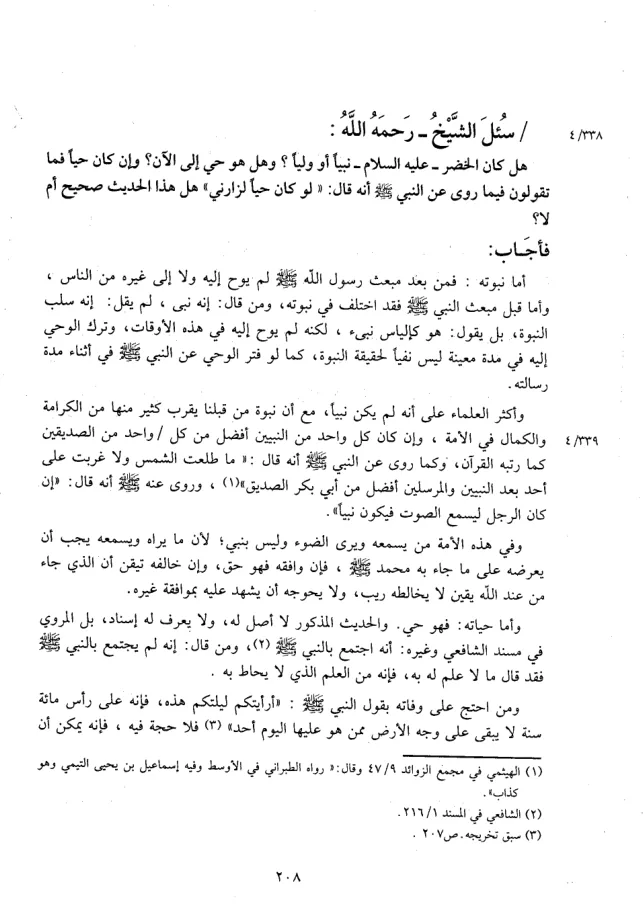 ٤/٣٣٨ / سُئلَ الشَّيْخُ ـ رَحمَهُ اللَّهُ :
هل كان الخضر ـ عليه السلام ـ نبياً أو ولياً ؟ وهل هو حي إلى الآن؟ وإن كان حياً فما
تقولون فيما روى عن النبي ﷺ أنه قال: « لو كان حياً لزارني» هل هذا الحديث صحيح أم
لا؟
فأجَاب:
أما نبوته : فمن بعد مبعث رسول اللّه ﷺ لم يوح إليه ولا إلى غيره من الناس ،
وأما قبل مبعث النبي ﷺ فقد اختلف في نبوته، ومن قال: إنه نبى ، لم يقل: إنه سلب
النبوة، بل يقول: هو كإلياس نبىء ، لكنه لم يوح إليه في هذه الأوقات، وترك الوحي
إليه في مدة معينة ليس نفياً لحقيقة النبوة، كما لو فتر الوحي عن النبي ﷺ في أثناء مدة
رسالته.
وأكثر العلماء على أنه لم يكن نبياً، مع أن نبوة من قبلنا يقرب كثير منها من الكرامة
٤/٣٣٩ والكمال في الأمة ، وإن كان كل واحد من النبيين أفضل من كل / واحد من الصديقين
كما رتبه القرآن، وكما روى عن النبي ﷺ أنه قال :« ما طلعت الشمس ولا غربت على
أحد بعد النبيين والمرسلين أفضل من أبي بكر الصديق»(١) ، وروى عنه ﷺ أنه قال: «إن
كان الرجل ليسمع الصوت فيكون نبياً».
وفي هذه الأمة من يسمعه ويرى الضوء وليس بنبي؛ لأن ما يراه ويسمعه يجب أن
يعرضه على ما جاء به محمد ﷺ ، فإن وافقه فهو حق، وإن خالفه تيقن أن الذي جاء
من عند اللّه يقين لا يخالطه ريب، ولا يحوجه أن يشهد عليه بموافقة غيره.
وأما حياته: فهو حي. والحديث المذكور لا أصل له، ولا يعرف له إسناد، بل المروي
في مسند الشافعي وغيره: أنه اجتمع بالنبي ﷺ (٢)، ومن قال: إنه لم يجتمع بالنبي ﷺ
فقد قال ما لا علم له به، فإنه من العلم الذي لا يحاط به .
ومن احتج على وفاته بقول النبي ﷺ : «أرأيتكم ليلتكم هذه، فإنه على رأس مائة
سنة لا يبقى على وجه الأرض ممن هو عليها اليوم أحد» (٣) فلا حجة فيه ، فإنه يمكن أن
(١) الهيثمي في مجمع الزوائد ٤٧/٩ وقال:« رواه الطبراني في الأوسط وفيه إسماعيل بن يحيى التيمي وهو
كذاب».
(٢) الشافعي في المسند ٢١٦/١ .
(٣) سبق تخريجه.ص٢٠٧ .
٢٠٨